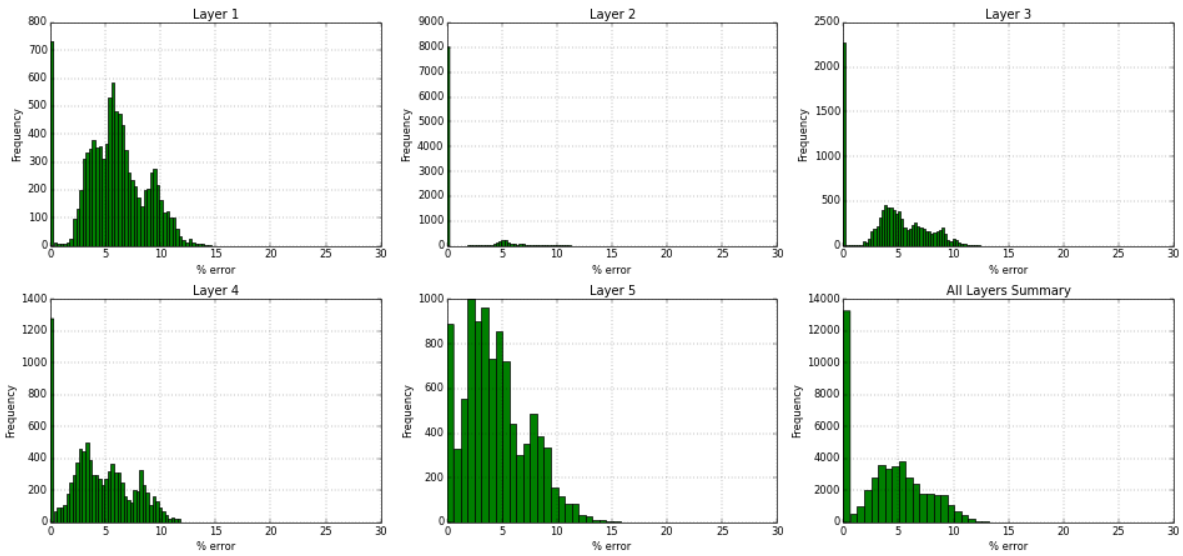 Layer 1
800
700
600
500
400
300
200
100
0
Frequency
0 5 10 15 20 25 30
% error
Layer 2
9000
8000
7000
6000
5000
4000
3000
2000
1000
0
Frequency
0 5 10 15 20 25 30
% error
Layer 3
2500
2000
1500
1000
500
0
Frequency
0 5 10 15 20 25 30
% error
Layer 4
1400
1200
1000
800
600
400
200
0
Frequency
0 5 10 15 20 25 30
% error
Layer 5
1000
800
600
400
200
0
Frequency
0 5 10 15 20 25 30
% error
All Layers Summary
14000
12000
10000
8000
6000
4000
2000
0
Frequency
0 5 10 15 20 25 30
% error